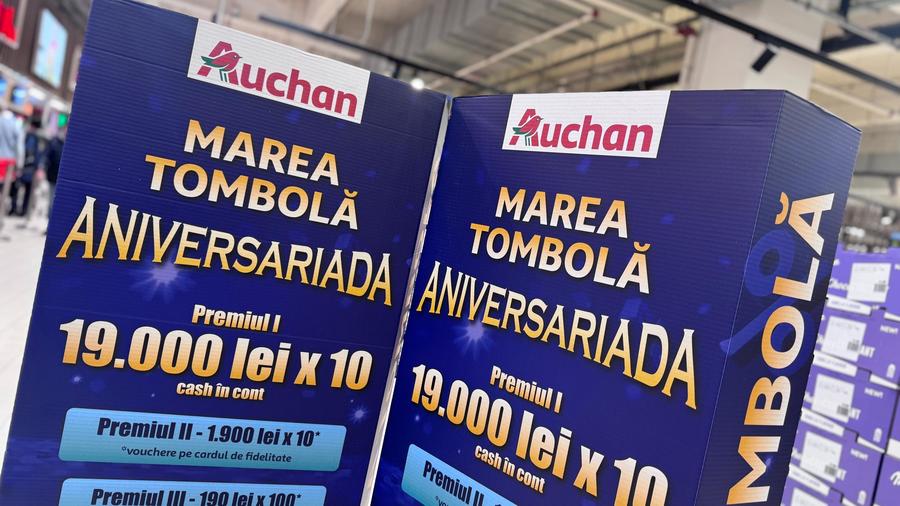 Auchan
MAREA
TOMBOLĂ
ANIVERSARIADA
Premiul I
19.000 lei x 10
cash în cont
Premiul II - 1.900 lei x 10*
*vouchere pe cardul de fidelitate
Premiul III - 190 lei x 100*
Auchan
MAREA
TOMBOLĂ
ANIVERSARIADA
Premiul I
19.000 lei x 10
cash în cont
Premiul II
MBOLĂ